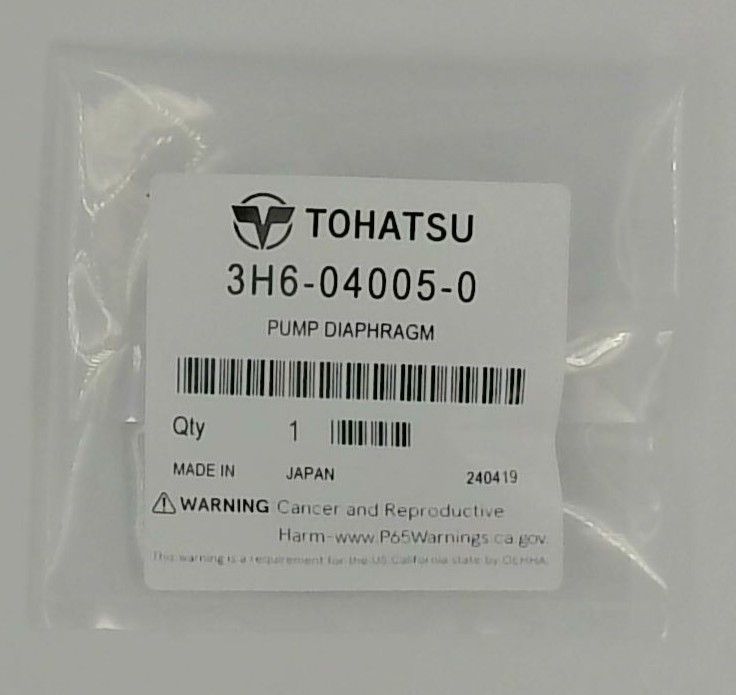 TOHATSU
3H6-04005-0
PUMP DIAPHRAGM
Qty 1
MADE IN JAPAN 240419
WARNING Cancer and Reproductive
Harm-www.P65Warnings.ca.gov.
This warning is a requirement for the US California state by OEHHA.